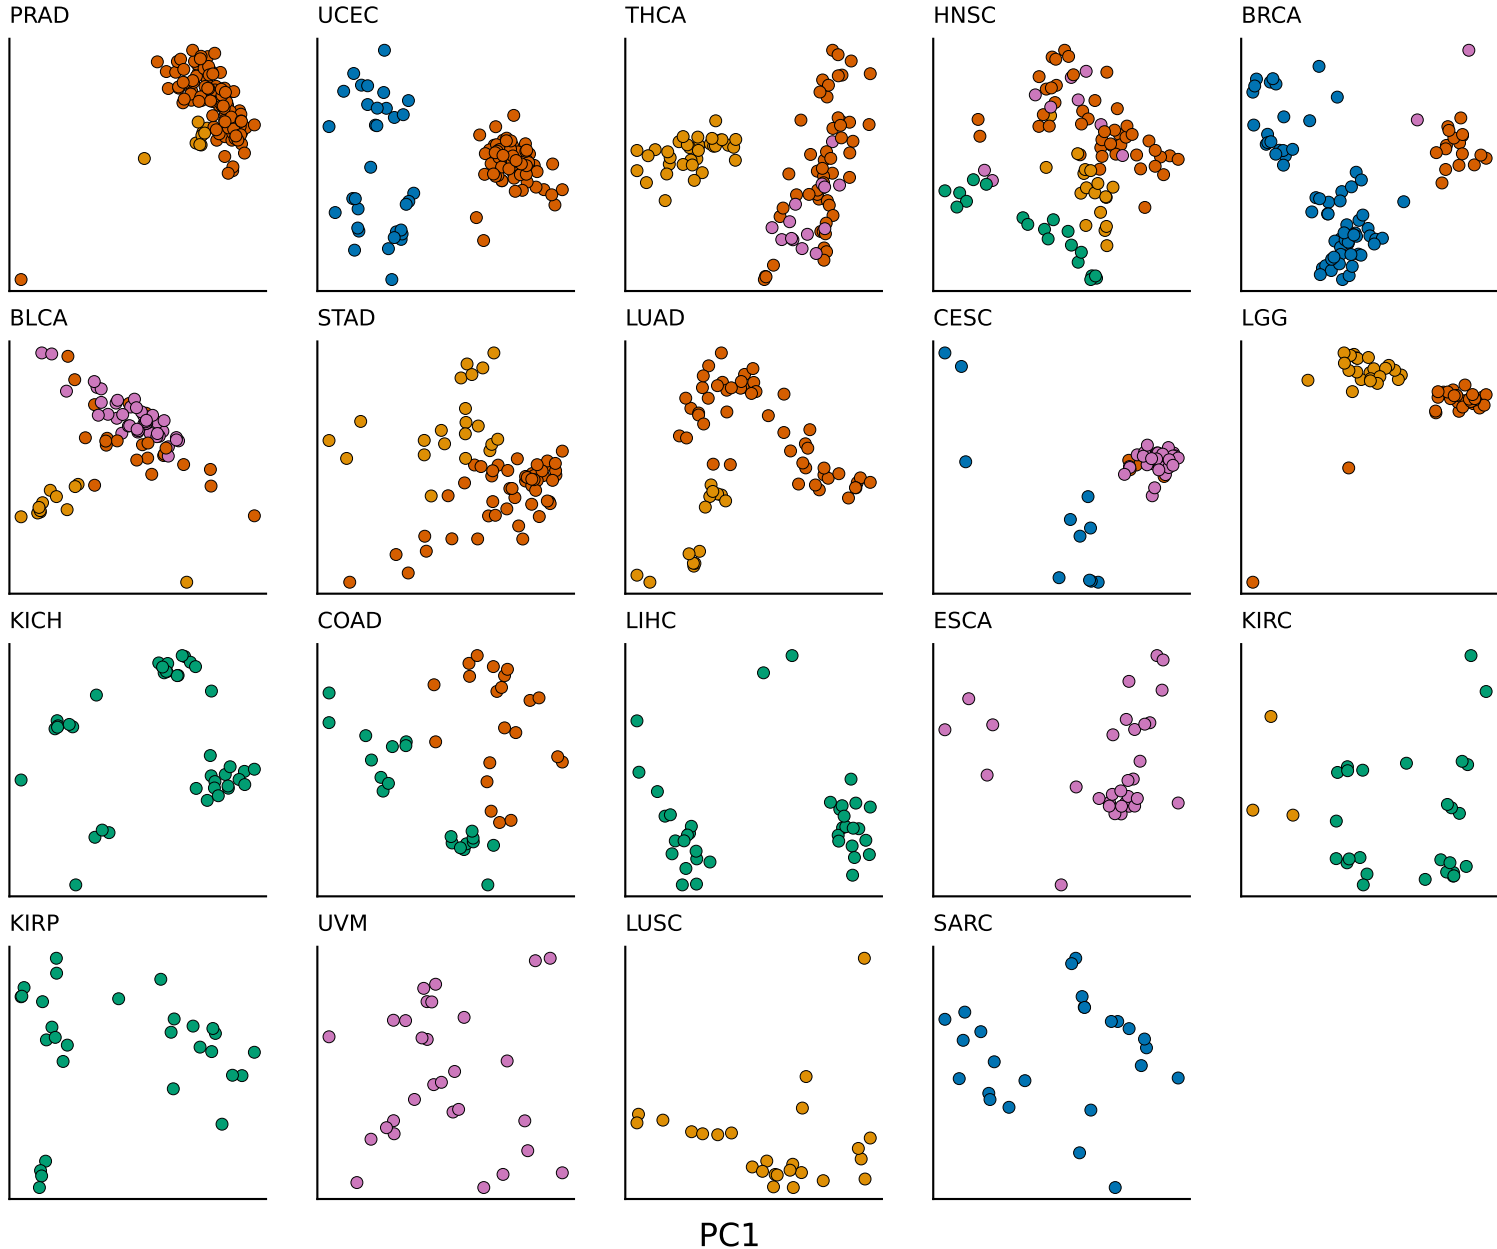 PRAD
UCEC
THCA
HNSC
BRCA
BLCA
STAD
LUAD
CESC
LGG
KICH
COAD
LIHC
ESCA
KIRC
KIRP
UVM
LUSC
SARC
PC1